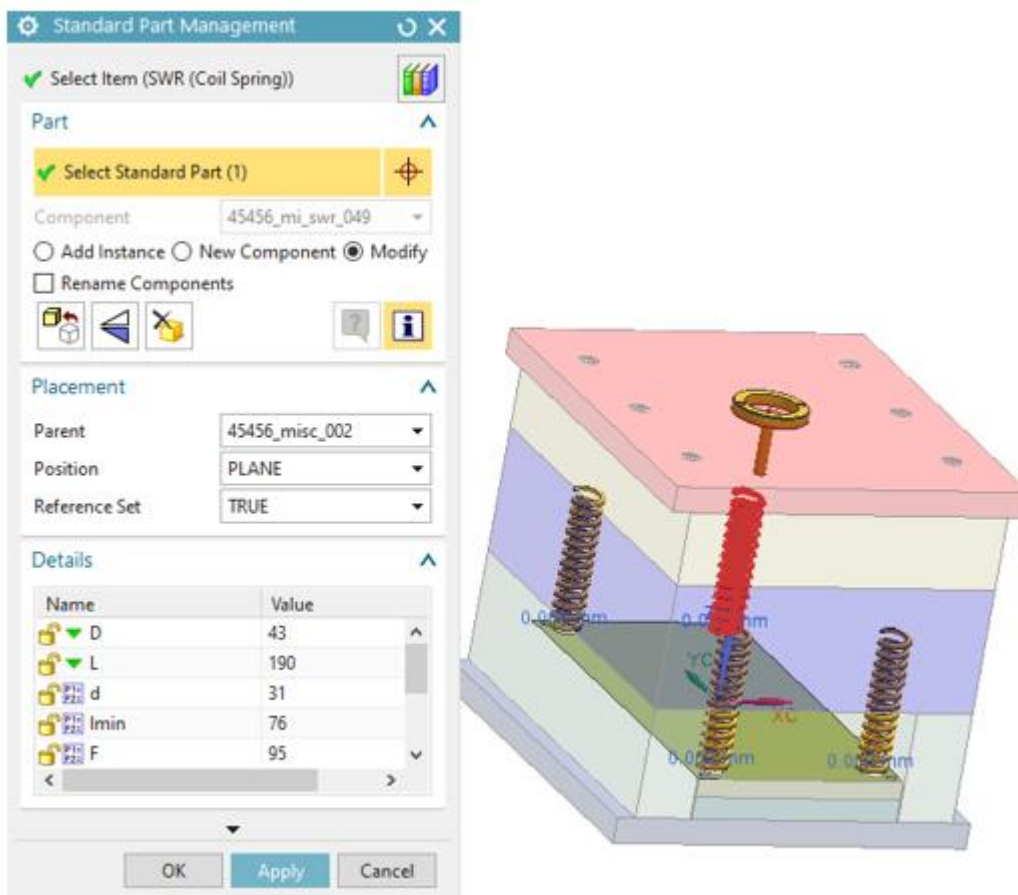 Standard Part Management
Select Item (SWR (Coil Spring))
Part
Select Standard Part (1)
Component 45456_mi_swr_049
Add Instance New Component Modify
Rename Components
Placement
Parent 45456_misc_002
Position PLANE
Reference Set TRUE
Details
Name Value
D 43
L 190
d 31
lmin 76
F 95
OK Apply Cancel
YC
XC